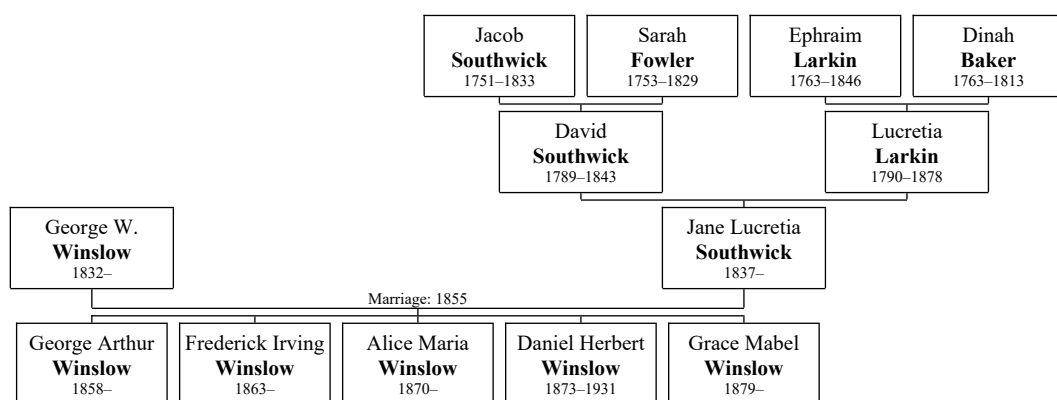 Jacob
Southwick
1751–1833
Sarah
Fowler
1753–1829
Ephraim
Larkin
1763–1846
Dinah
Baker
1763–1813
David
Southwick
1789–1843
Lucretia
Larkin
1790–1878
George W.
Winslow
1832–
Jane Lucretia
Southwick
1837–
Marriage: 1855
George Arthur
Winslow
1858–
Frederick Irving
Winslow
1863–
Alice Maria
Winslow
1870–
Daniel Herbert
Winslow
1873–1931
Grace Mabel
Winslow
1879–